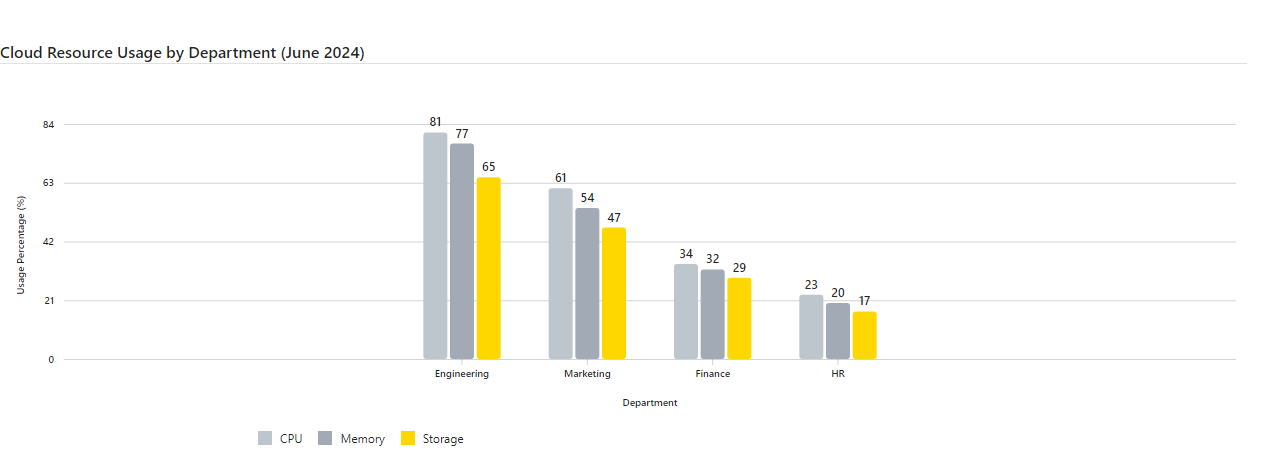 Cloud Resource Usage by Department (June 2024)
84
63
42
21
0
Usage Percentage (%)
81
77
65
61
54
47
34
32
29
23
20
17
Engineering
Marketing
Finance
HR
Department
CPU
Memory
Storage